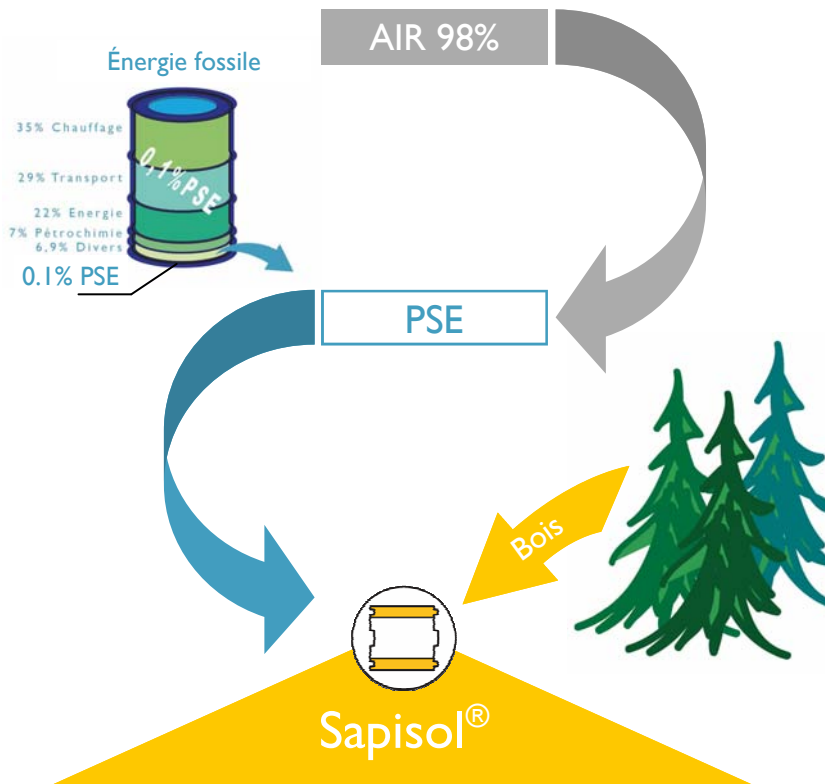 AIR 98%
Énergie fossile
35% Chauffage
29% Transport
22% Energie
7% Pétrochimie
6,9% Divers
0,1% PSE
0.1% PSE
PSE
Bois
Sapisol®